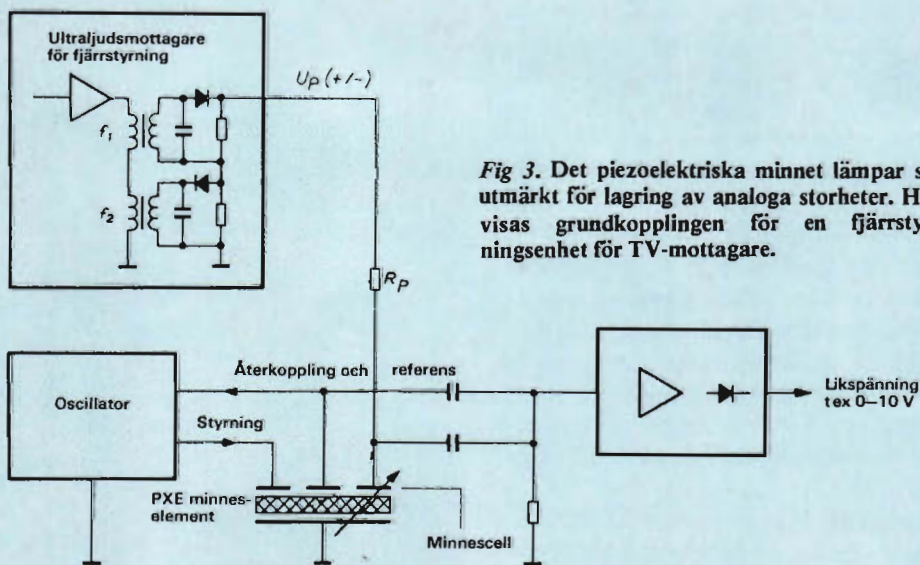 Ultraljudsmottagare
för fjärrstyrning
f1
f2
Up (+/-)
Rp
Fig 3. Det piezoelektriska minnet lämpar s
utmärkt för lagring av analoga storheter. H
visas grundkopplingen för en fjärrsty
ningsenhet för TV-mottagare.
Oscillator
Återkoppling och referens
Styrning
PXE minnes-
element
Minnescell
Likspänning
tex 0–10 V